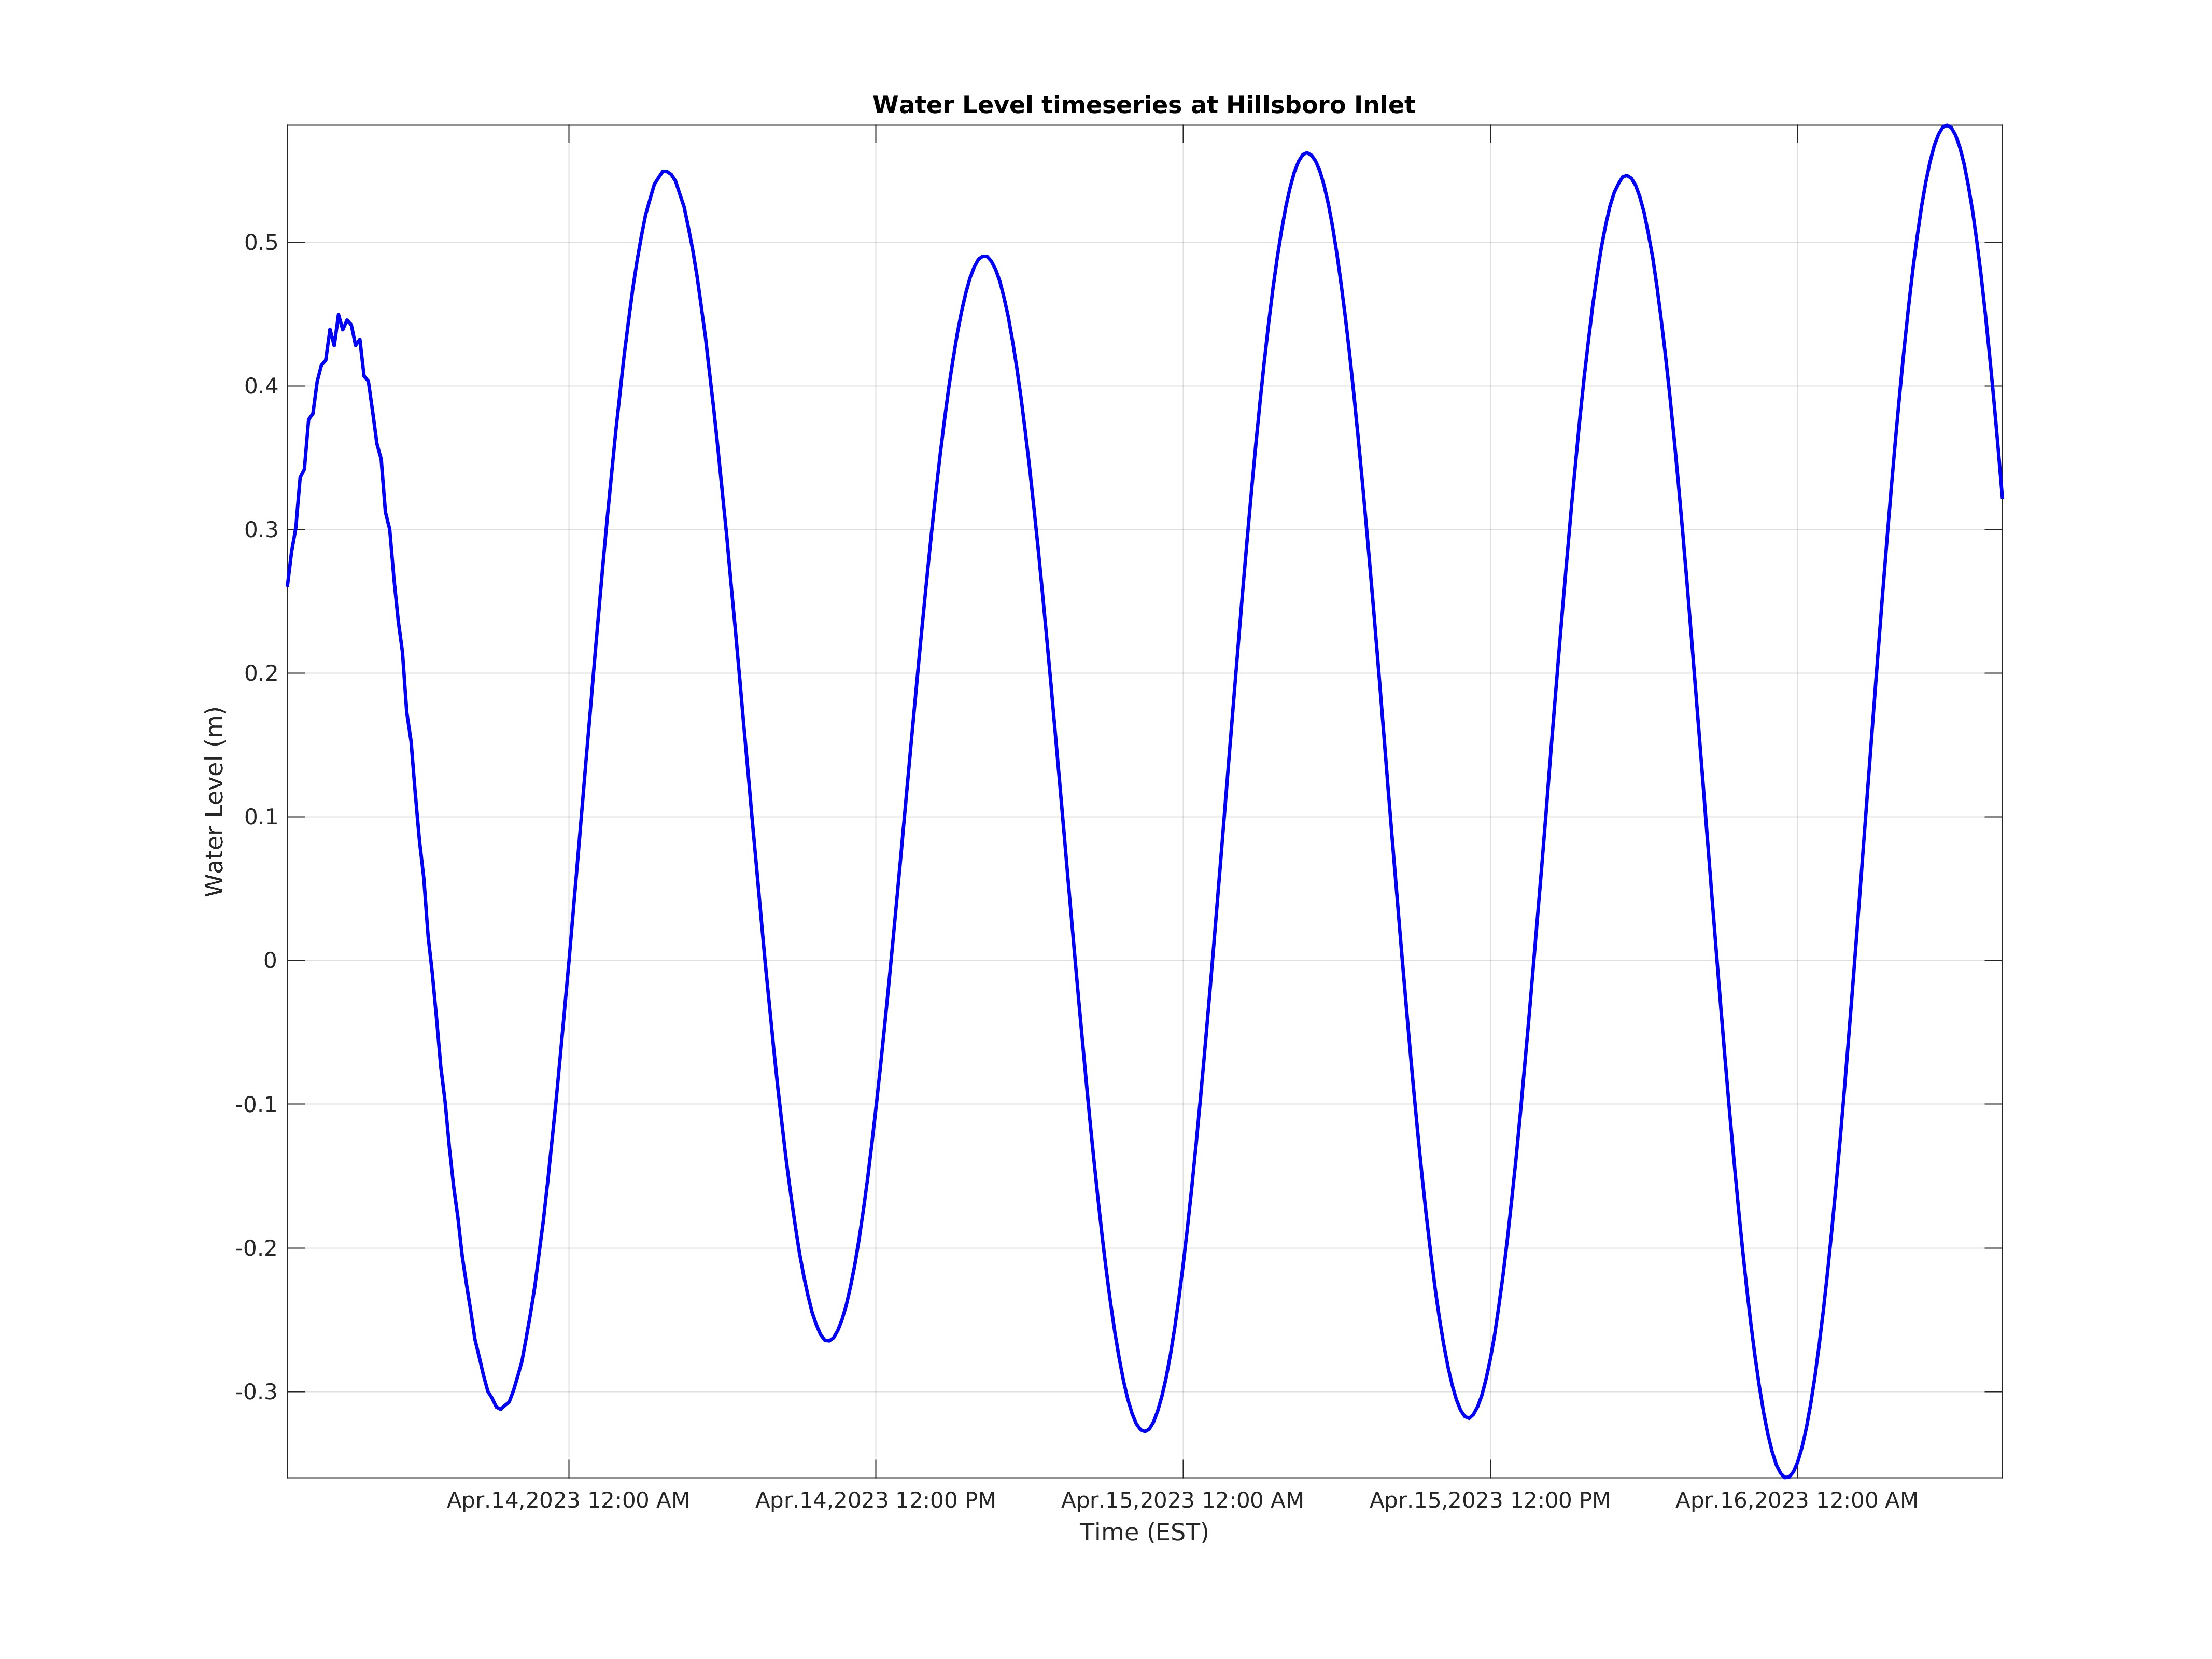 Water Level timeseries at Hillsboro Inlet
Water Level (m)
0.5
0.4
0.3
0.2
0.1
0
-0.1
-0.2
-0.3
Apr.14,2023 12:00 AM
Apr.14,2023 12:00 PM
Apr.15,2023 12:00 AM
Apr.15,2023 12:00 PM
Apr.16,2023 12:00 AM
Time (EST)